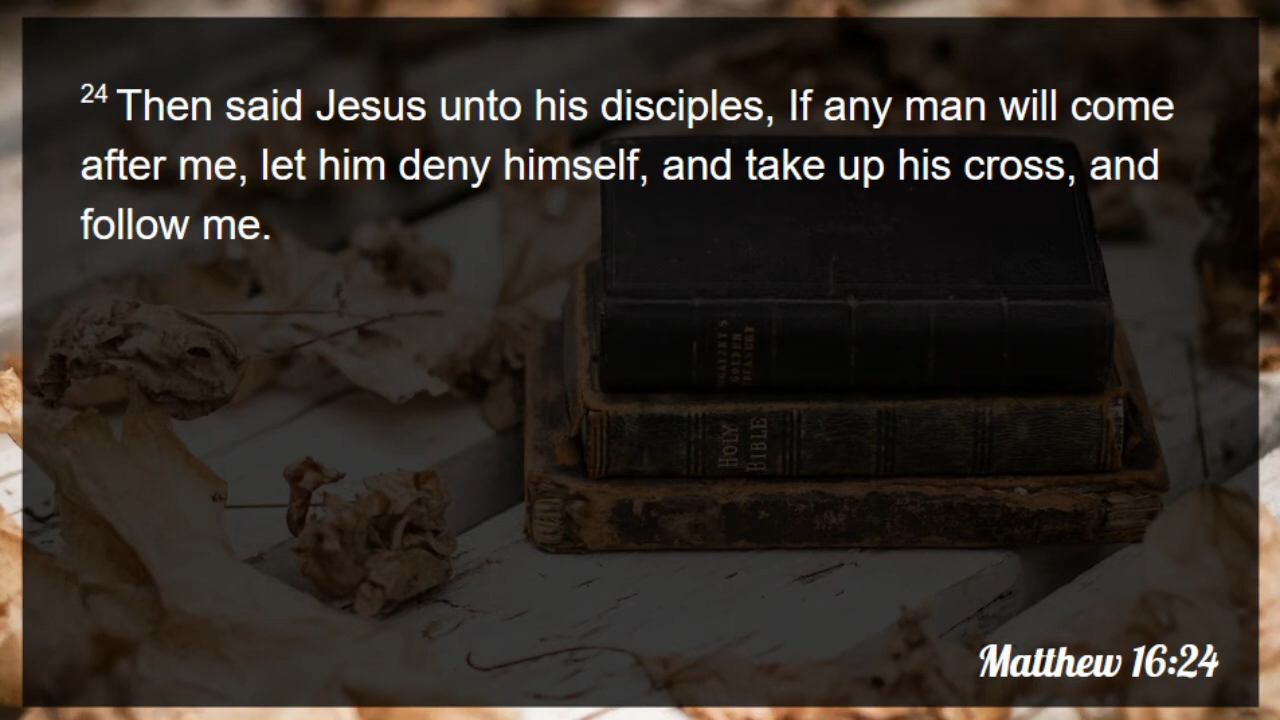 24 Then said Jesus unto his disciples, If any man will come
after me, let him deny himself, and take up his cross, and
follow me.
HOLY
BIBLE
Matthew 16:24